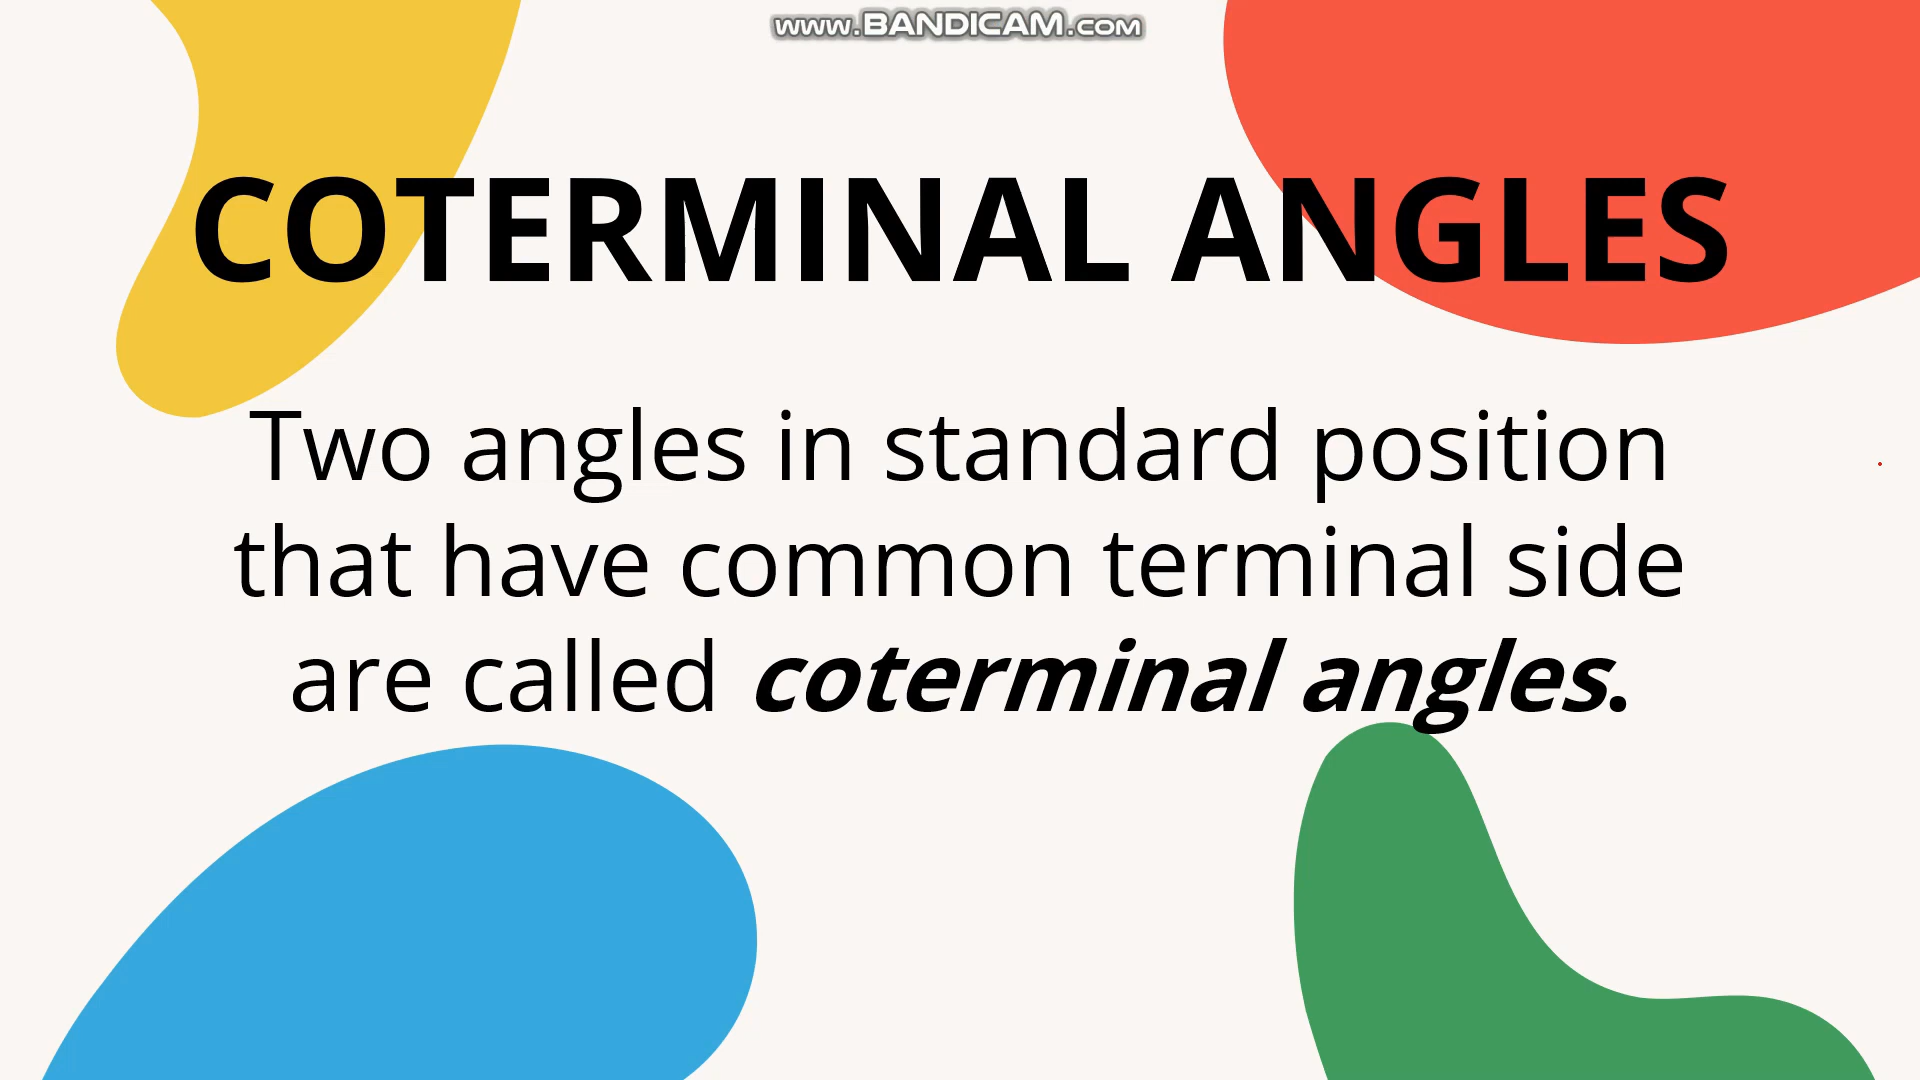 www.BANDICAM.com
COTERMINAL ANGLES
Two angles in standard position
that have common terminal side
are called coterminal angles.